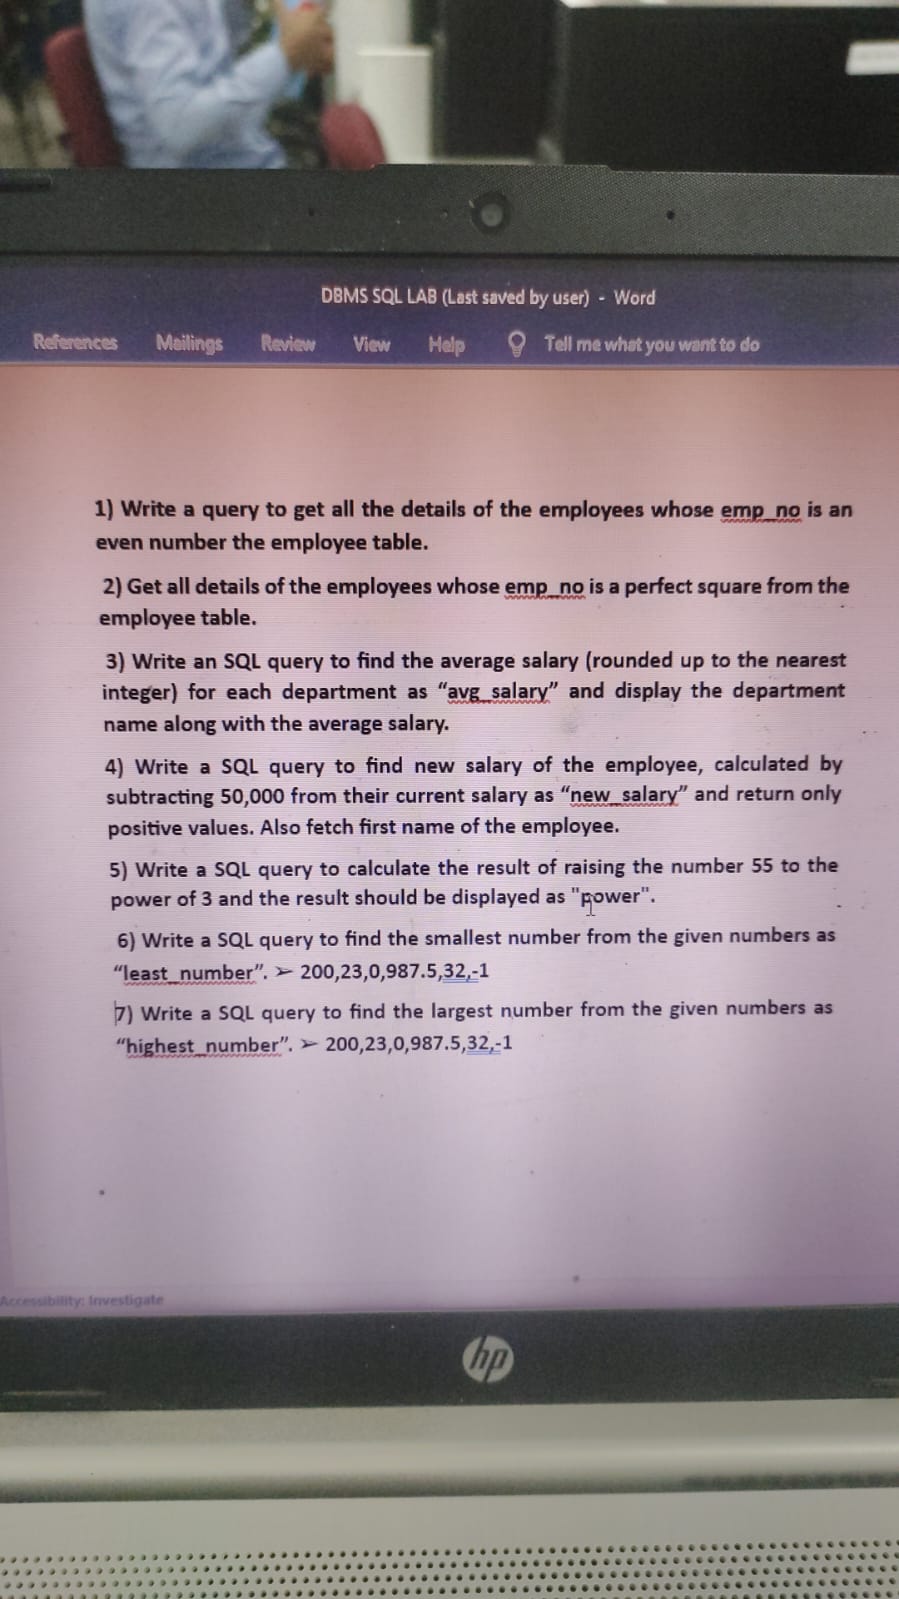 DBMS SQL LAB (Last saved by user) - Word
References Mailings Review View Help Tell me what you want to do
1) Write a query to get all the details of the employees whose emp_no is an
even number the employee table.
2) Get all details of the employees whose emp_no is a perfect square from the
employee table.
3) Write an SQL query to find the average salary (rounded up to the nearest
integer) for each department as “avg_salary” and display the department
name along with the average salary.
4) Write a SQL query to find new salary of the employee, calculated by
subtracting 50,000 from their current salary as “new_salary” and return only
positive values. Also fetch first name of the employee.
5) Write a SQL query to calculate the result of raising the number 55 to the
power of 3 and the result should be displayed as "power".
6) Write a SQL query to find the smallest number from the given numbers as
“least_number”. ➢ 200,23,0,987.5,32,-1
7) Write a SQL query to find the largest number from the given numbers as
“highest_number”. ➢ 200,23,0,987.5,32,-1
Accessibility: Investigate
hp